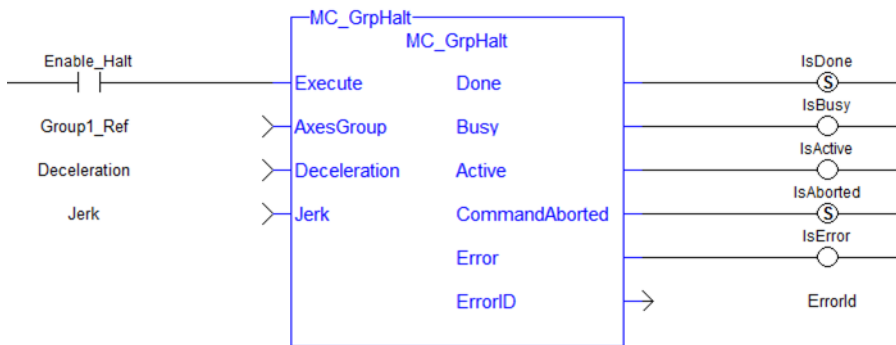 MC_GrpHalt
MC_GrpHalt
Enable_Halt
Execute
Done
IsDone
S
Group1_Ref
AxesGroup
Busy
IsBusy
Deceleration
Deceleration
Active
IsActive
Jerk
Jerk
CommandAborted
IsAborted
S
Error
IsError
ErrorID
ErrorId